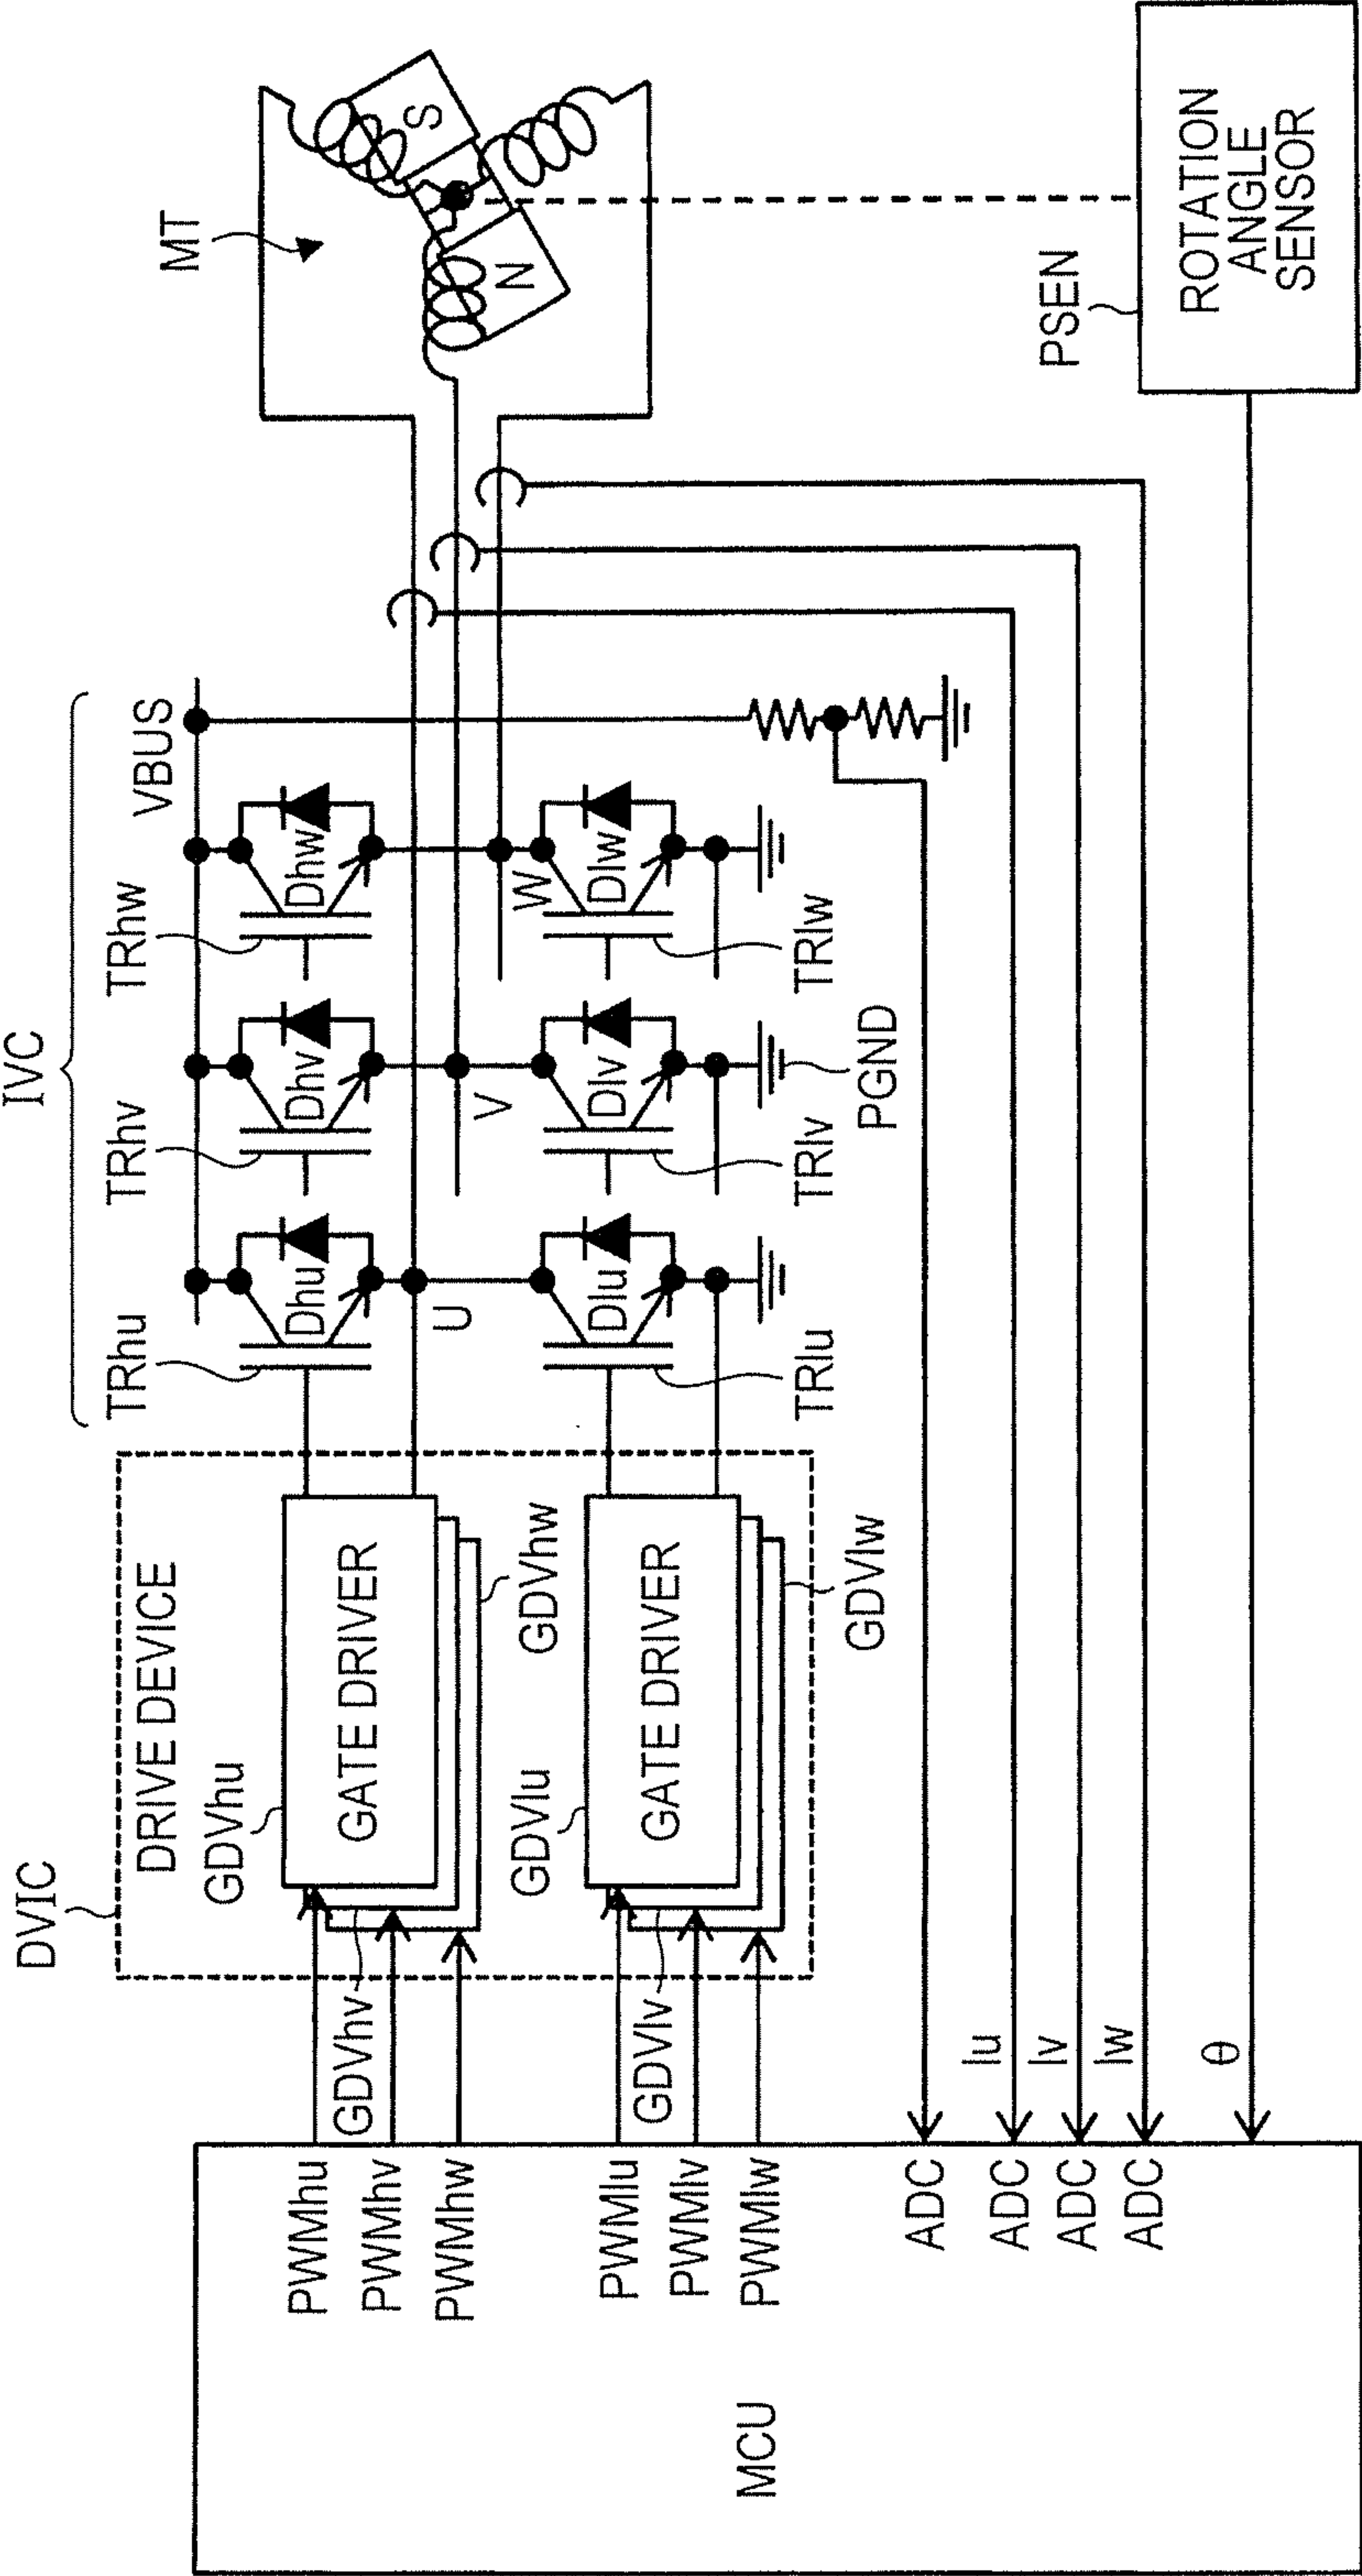 IVC
DVIC
DRIVE DEVICE
TRhu
TRhv
TRhw
VBUS
MT
GDVhu
GATE DRIVER
Dhu
Dhv
Dhw
S
N
PWMhu
PWMhv
PWMhw
GDVhv
GDVhw
U
V
W
GDVlu
GATE DRIVER
Dlu
Dlv
Dlw
PWMlu
PWMlv
PWMlw
GDVlv
GDVlw
TRlu
TRlv
TRlw
PGND
MCU
ADC
ADC
Iu
ADC
Iv
ADC
Iw
θ
PSEN
ROTATION
ANGLE
SENSOR